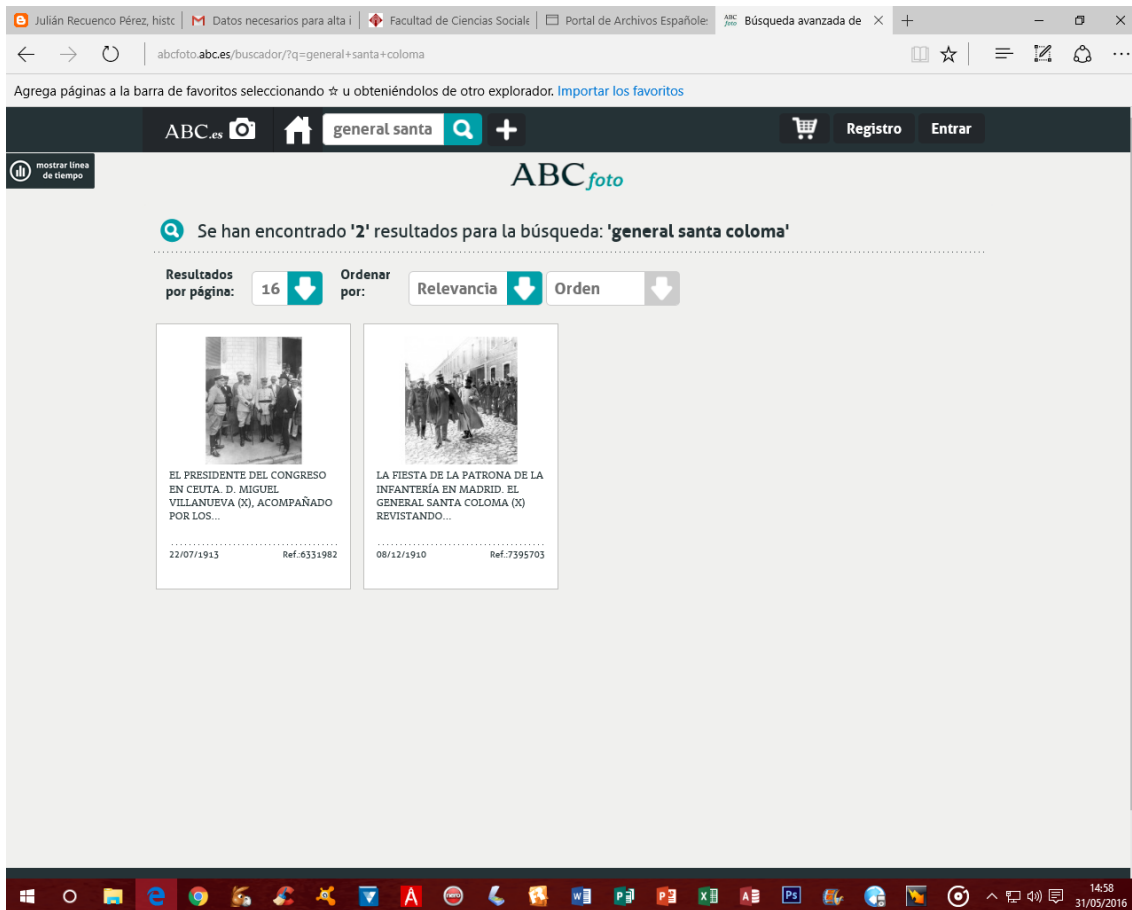 Julián Recuenco Pérez, histo
Datos necesarios para alta i
Facultad de Ciencias Sociale
Portal de Archivos Españole:
Búsqueda avanzada de
abcfoto.abc.es/buscador/?q=general+santa+coloma
Agrega páginas a la barra de favoritos seleccionando ☆ u obteniéndolos de otro explorador. Importar los favoritos
ABC.es
general santa
Registro
Entrar
mostrar línea
de tiempo
ABC foto
Se han encontrado '2' resultados para la búsqueda: 'general santa coloma'
Resultados
por página:
16
Ordenar
por:
Relevancia
Orden
EL PRESIDENTE DEL CONGRESO
EN CEUTA. D. MIGUEL
VILLANUEVA (X), ACOMPAÑADO
POR LOS...
22/07/1913 Ref.:6331982
LA FIESTA DE LA PATRONA DE LA
INFANTERÍA EN MADRID. EL
GENERAL SANTA COLOMA (X)
REVISTANDO...
08/12/1910 Ref.:7395703
14:58
31/05/2016